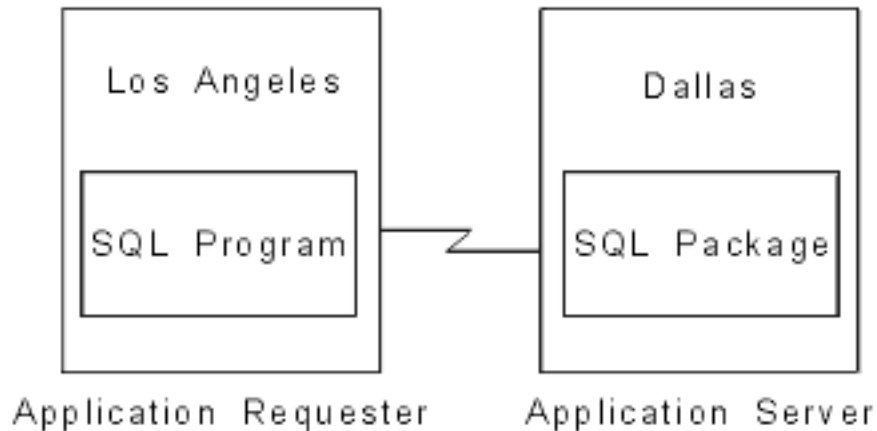 Los Angeles
Dallas
SQL Program
SQL Package
Application Requester
Application Server